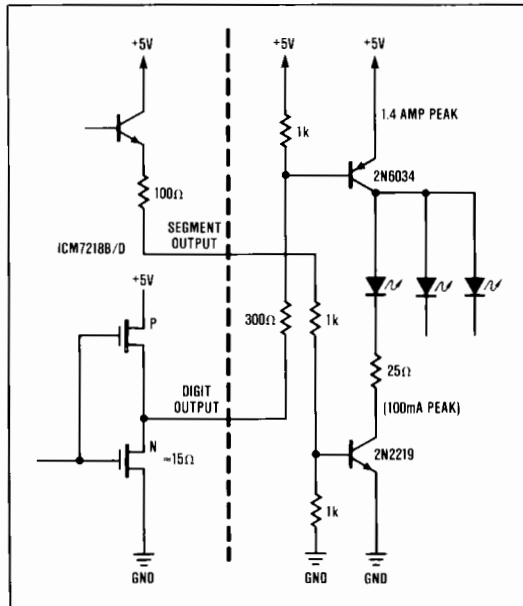 +5V
+5V
+5V
1k
1.4 AMP PEAK
2N6034
100Ω
SEGMENT
OUTPUT
ICM7218B/D
+5V
P
300Ω
1k
25Ω
DIGIT
OUTPUT
(100mA PEAK)
N
≈15Ω
2N2219
1k
GND
GND
GND